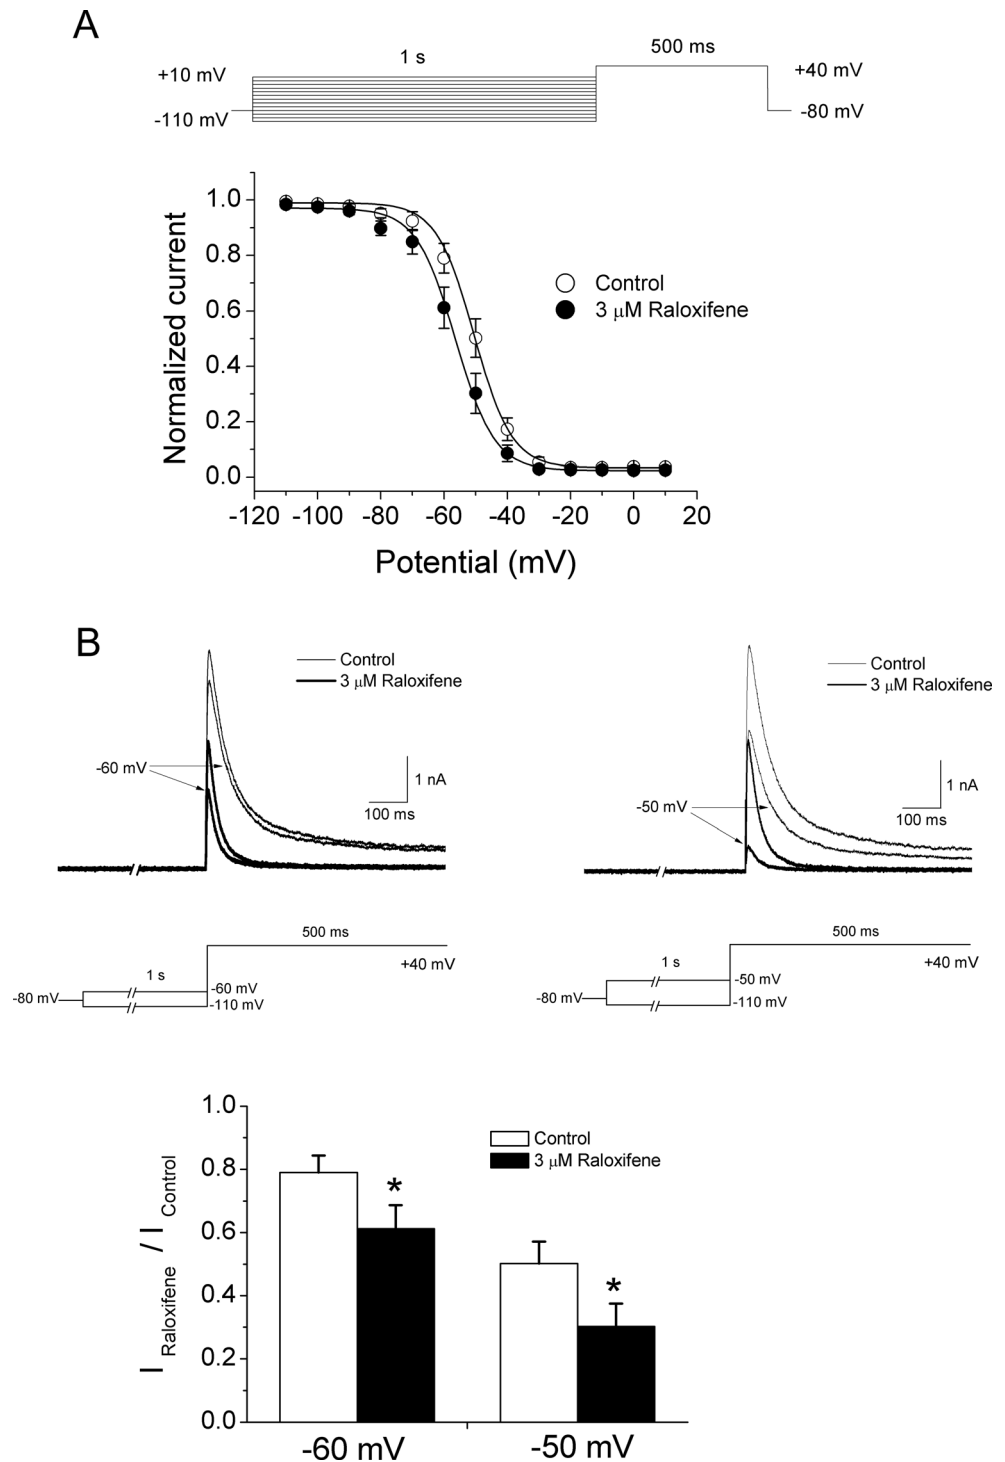 A
1 s
500 ms
+10 mV
+40 mV
-110 mV
-80 mV
Normalized current
1.0
0.8
0.6
0.4
0.2
0.0
Control
3 μM Raloxifene
-120 -100 -80 -60 -40 -20 0 20
Potential (mV)
B
Control
3 μM Raloxifene
-60 mV
1 nA
100 ms
Control
3 μM Raloxifene
-50 mV
1 nA
100 ms
500 ms
1 s
+40 mV
-80 mV
-60 mV
-110 mV
500 ms
1 s
+40 mV
-80 mV
-50 mV
-110 mV
I Raloxifene / I Control
1.0
0.8
0.6
0.4
0.2
0.0
Control
3 μM Raloxifene
*
*
-60 mV
-50 mV